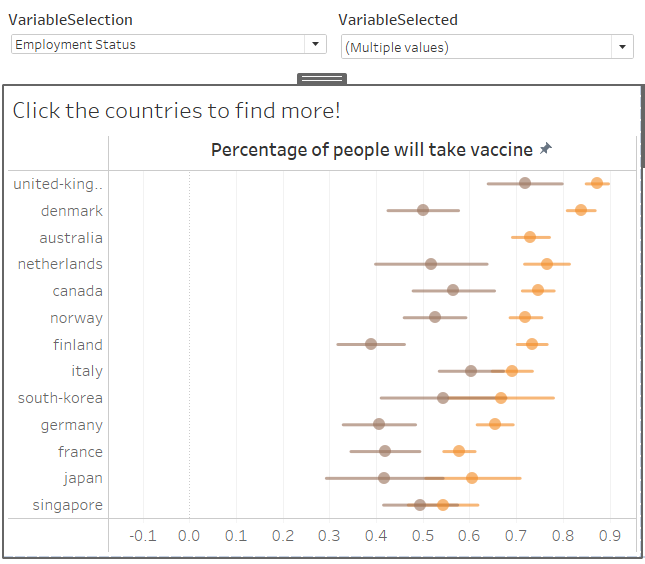 VariableSelection
VariableSelected
Employment Status
(Multiple values)
Click the countries to find more!
Percentage of people will take vaccine
united-king..
denmark
australia
netherlands
canada
norway
finland
italy
south-korea
germany
france
japan
singapore
-0.1 0.0 0.1 0.2 0.3 0.4 0.5 0.6 0.7 0.8 0.9